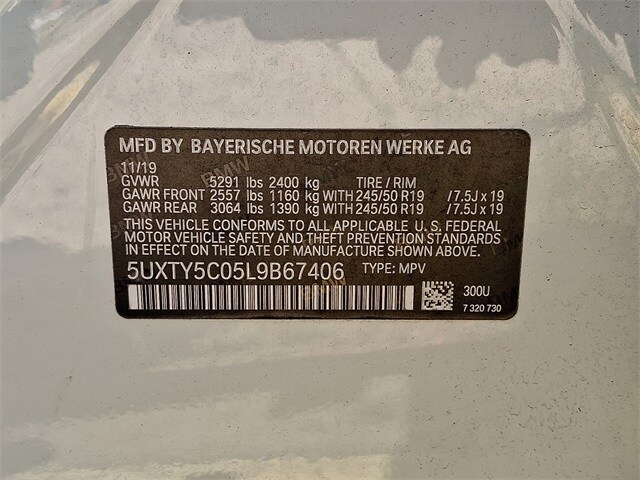 MFD BY BAYERISCHE MOTOREN WERKE AG
11/19
GVWR 5291 lbs 2400 kg TIRE / RIM
GAWR FRONT 2557 lbs 1160 kg WITH 245/50 R19 /7.5J x 19
GAWR REAR 3064 lbs 1390 kg WITH 245/50 R19 /7.5J x 19
THIS VEHICLE CONFORMS TO ALL APPLICABLE U. S. FEDERAL
MOTOR VEHICLE SAFETY AND THEFT PREVENTION STANDARDS
IN EFFECT ON THE DATE OF MANUFACTURE SHOWN ABOVE.
5UXTY5C05L9B67406 TYPE: MPV
300U
7 320 730